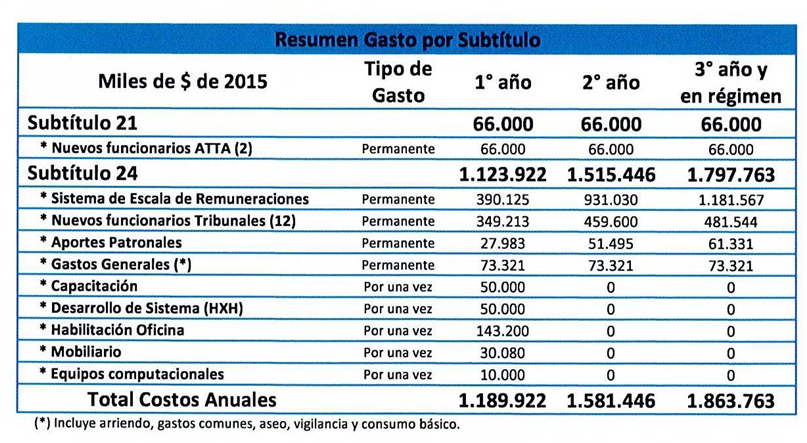 Resumen Gasto por Subtítulo
Miles de $ de 2015 Tipo de Gasto 1° año 2° año 3° año y en régimen
Subtítulo 21 66.000 66.000 66.000
* Nuevos funcionarios ATTA (2) Permanente 66.000 66.000 66.000
Subtítulo 24 1.123.922 1.515.446 1.797.763
* Sistema de Escala de Remuneraciones Permanente 390.125 931.030 1.181.567
* Nuevos funcionarios Tribunales (12) Permanente 349.213 459.600 481.544
* Aportes Patronales Permanente 27.983 51.495 61.331
* Gastos Generales (*) Permanente 73.321 73.321 73.321
* Capacitación Por una vez 50.000 0 0
* Desarrollo de Sistema (HXH) Por una vez 50.000 0 0
* Habilitación Oficina Por una vez 143.200 0 0
* Mobiliario Por una vez 30.080 0 0
* Equipos computacionales Por una vez 10.000 0 0
Total Costos Anuales 1.189.922 1.581.446 1.863.763
(*) Incluye arriendo, gastos comunes, aseo, vigilancia y consumo básico.